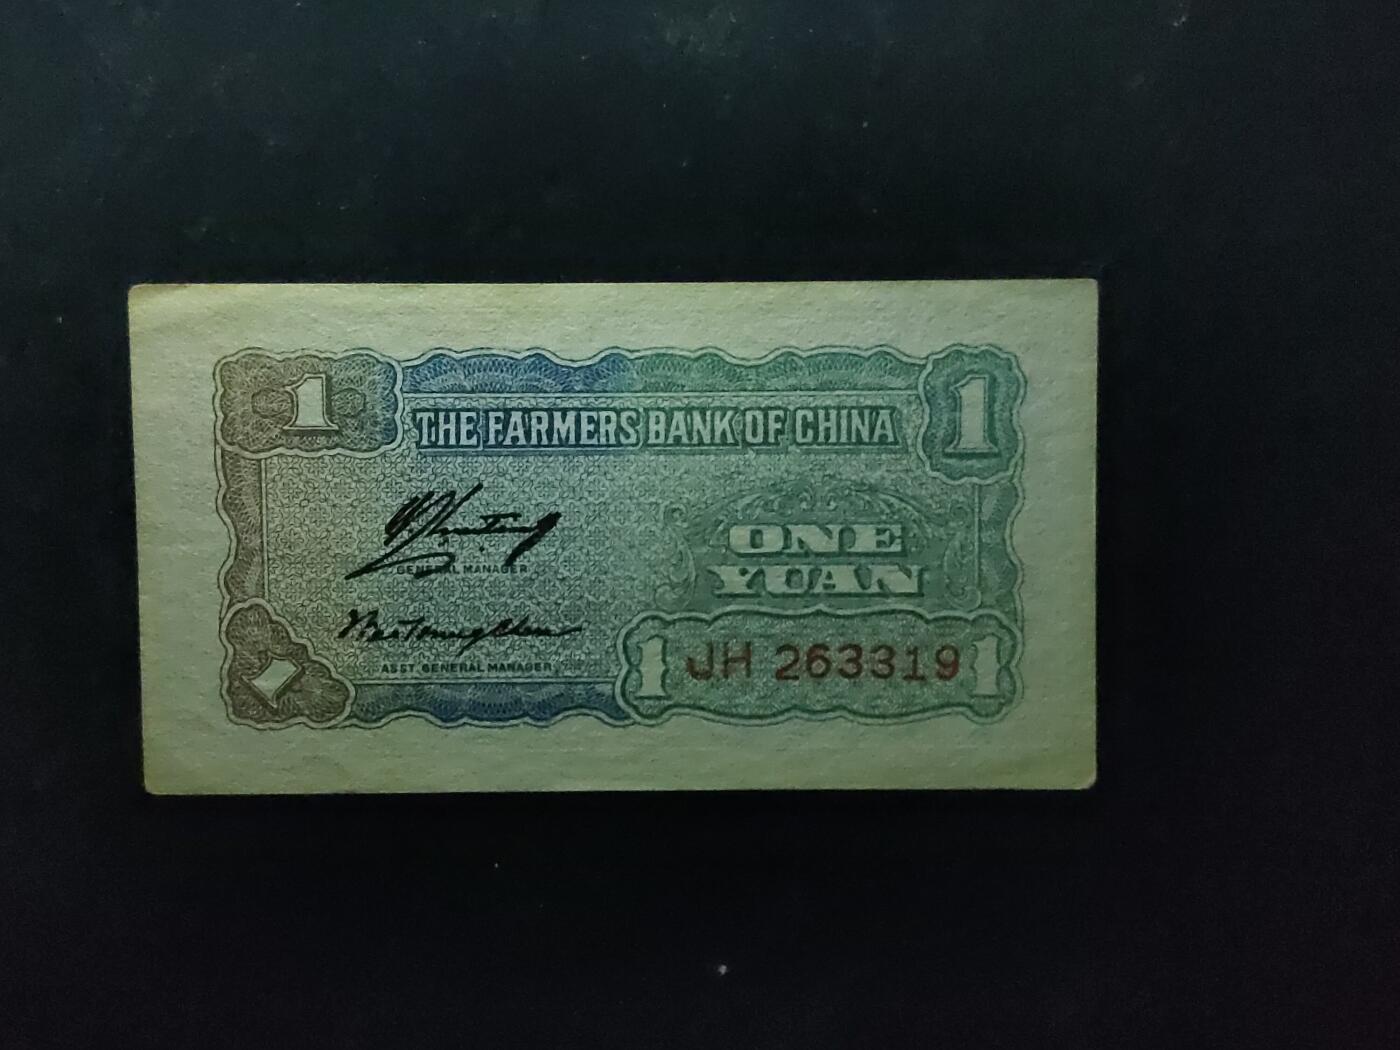 1
1
THE FARMERS BANK OF CHINA
GENERAL MANAGER
ONE
YUAN
ASST. GENERAL MANAGER
1 JH 263319 1